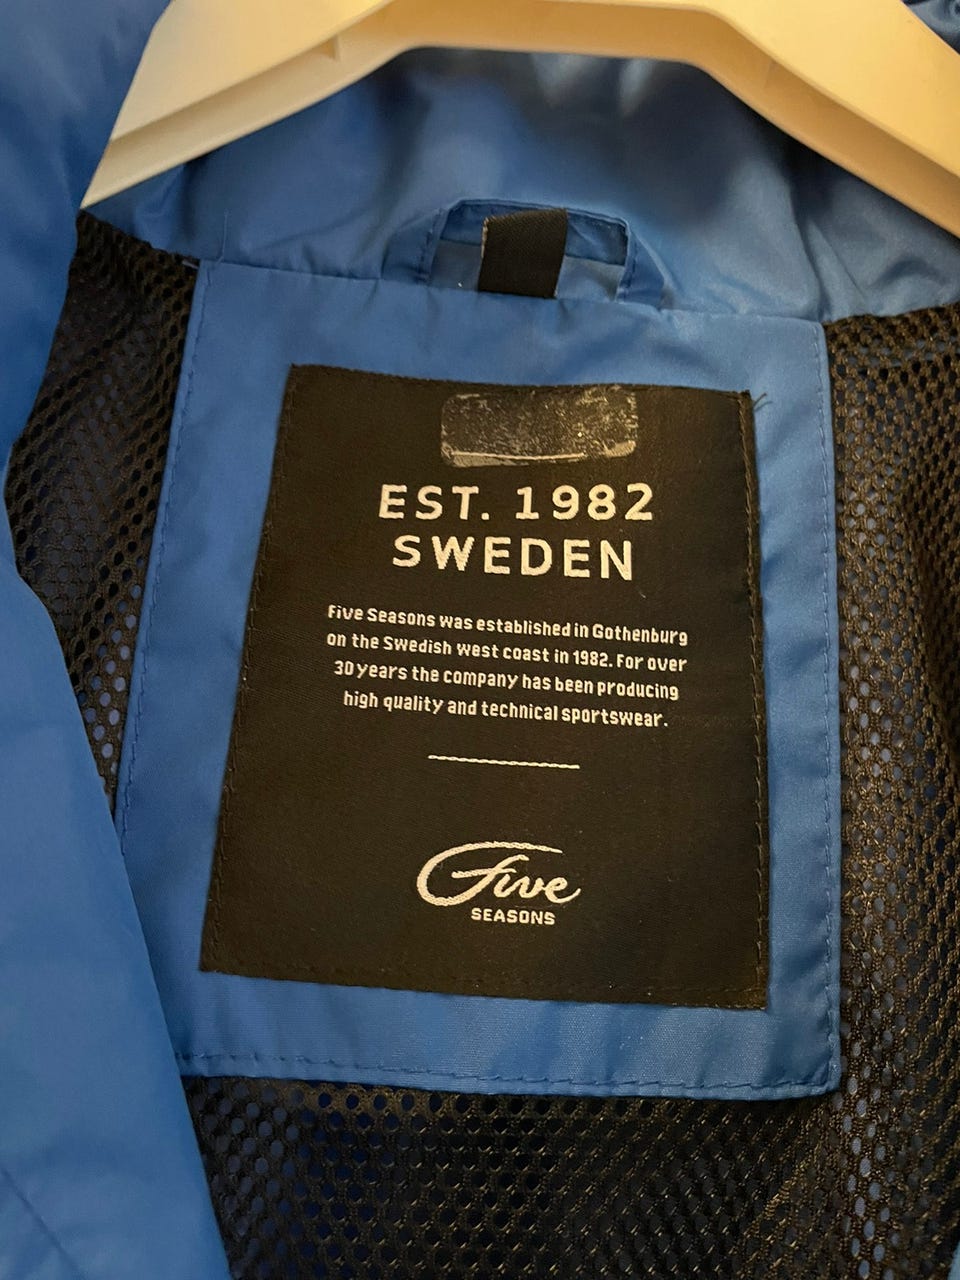 EST. 1982
SWEDEN
Five Seasons was established in Gothenburg
on the Swedish west coast in 1982. For over
30 years the company has been producing
high quality and technical sportswear.
Five
SEASONS